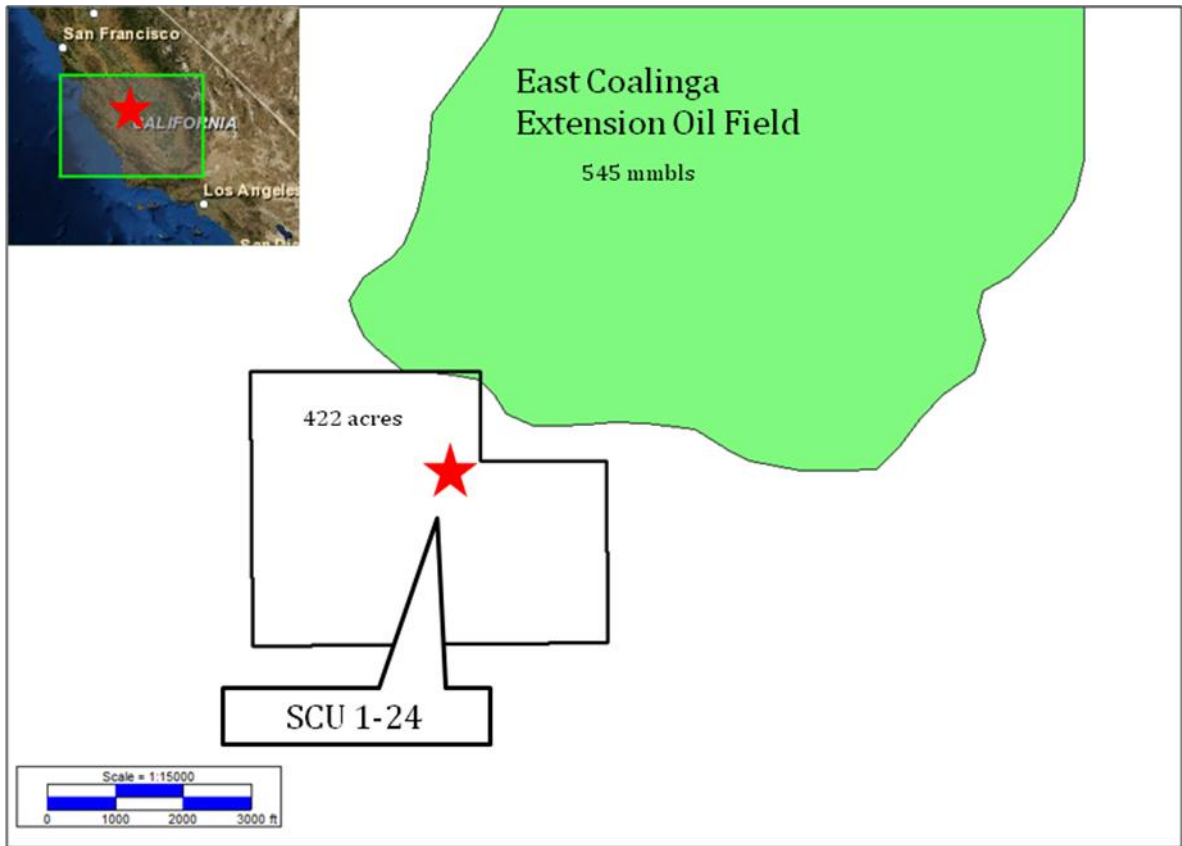 San Francisco
CALIFORNIA
Los Angeles
East Coalinga
Extension Oil Field
545 mmbls
422 acres
SCU 1-24
Scale = 1:15000
0 1000 2000 3000 ft